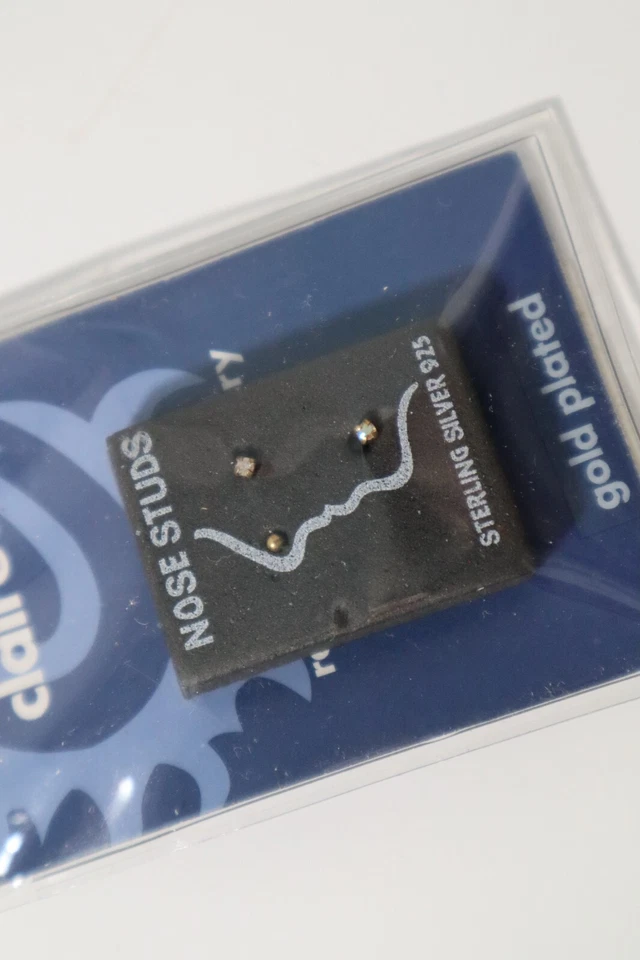 NOSE STUDS
STERLING SILVER 925
gold plated